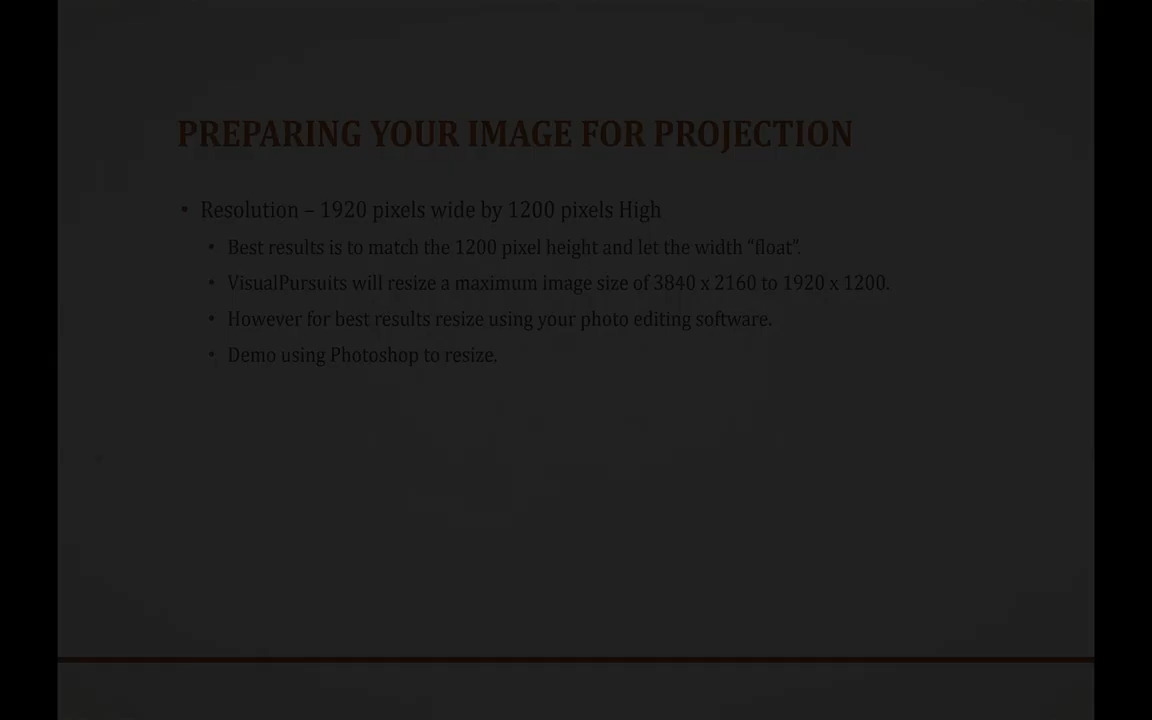 PREPARING YOUR IMAGE FOR PROJECTION
• Resolution – 1920 pixels wide by 1200 pixels High
• Best results is to match the 1200 pixel height and let the width “float”.
• VisualPursuits will resize a maximum image size of 3840 x 2160 to 1920 x 1200.
• However for best results resize using your photo editing software.
• Demo using Photoshop to resize.